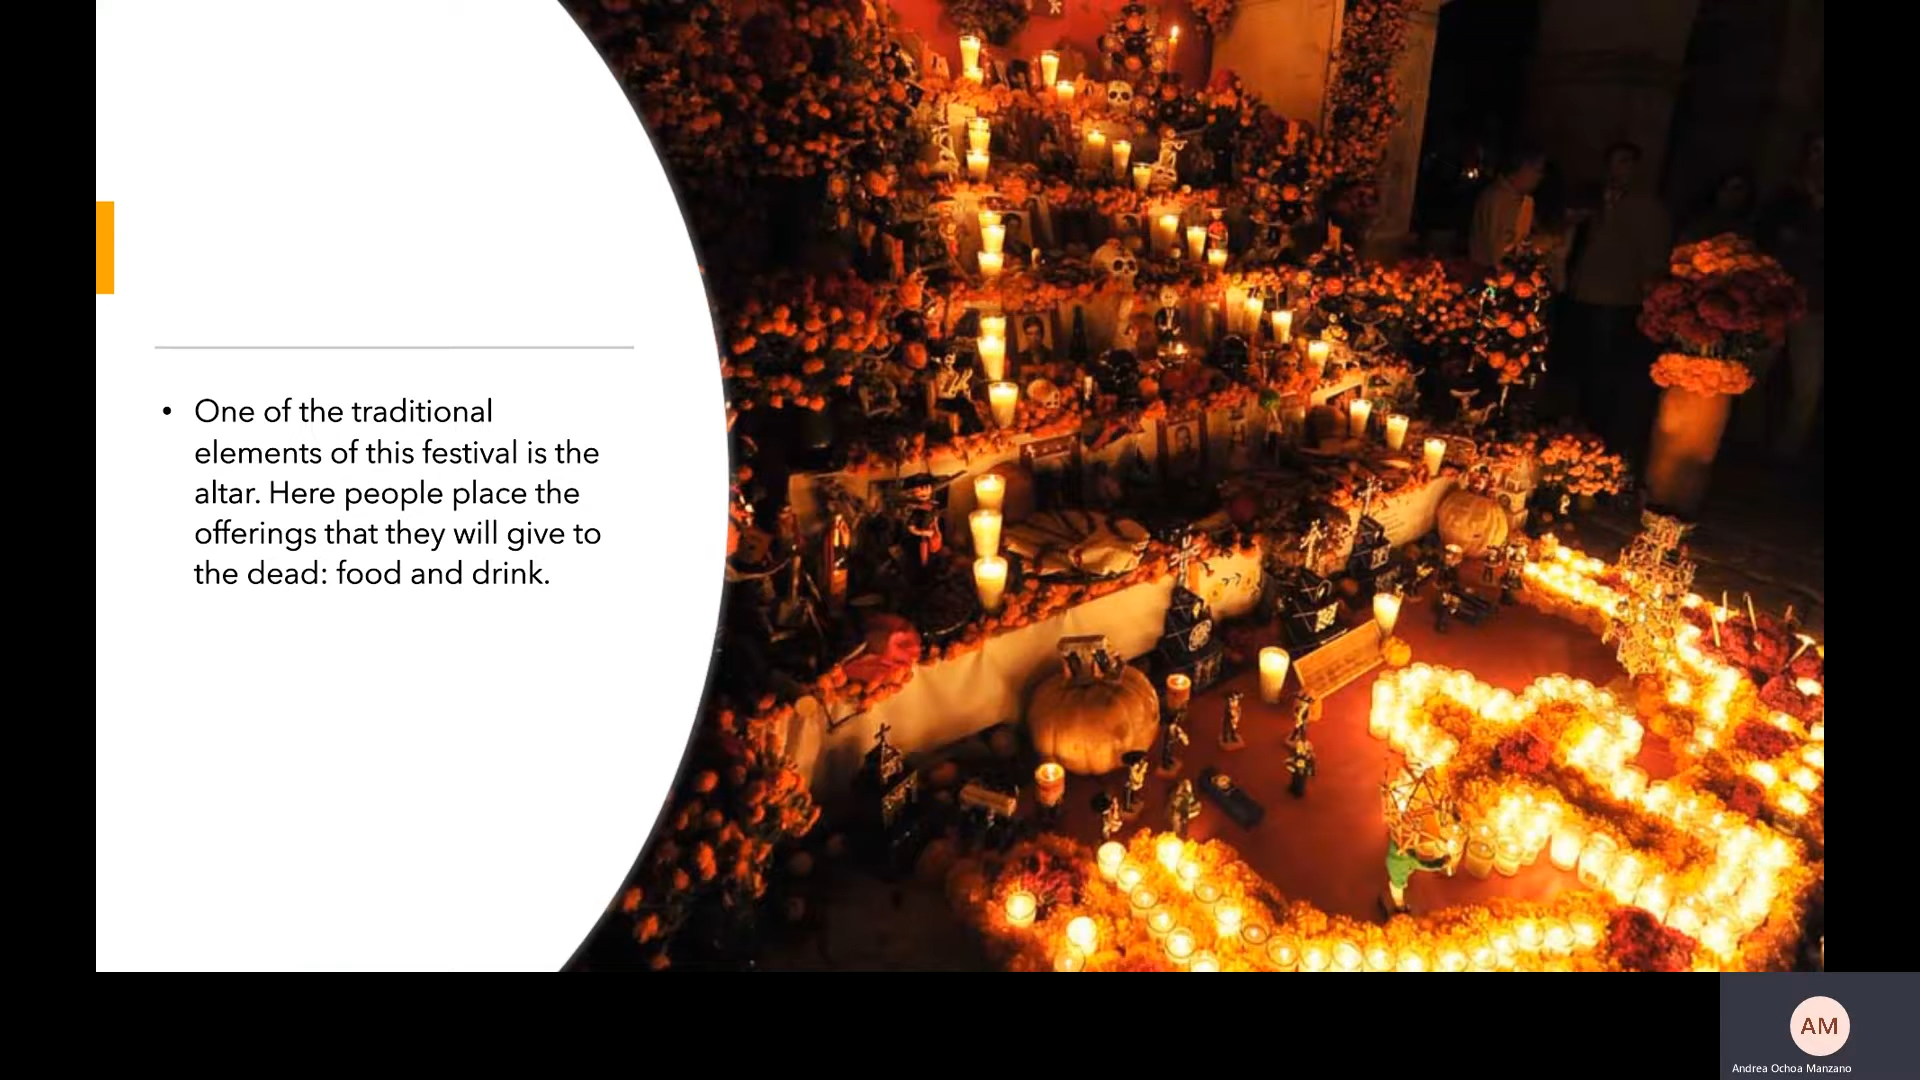 • One of the traditional
elements of this festival is the
altar. Here people place the
offerings that they will give to
the dead: food and drink.
AM
Andrea Ochoa Manzano